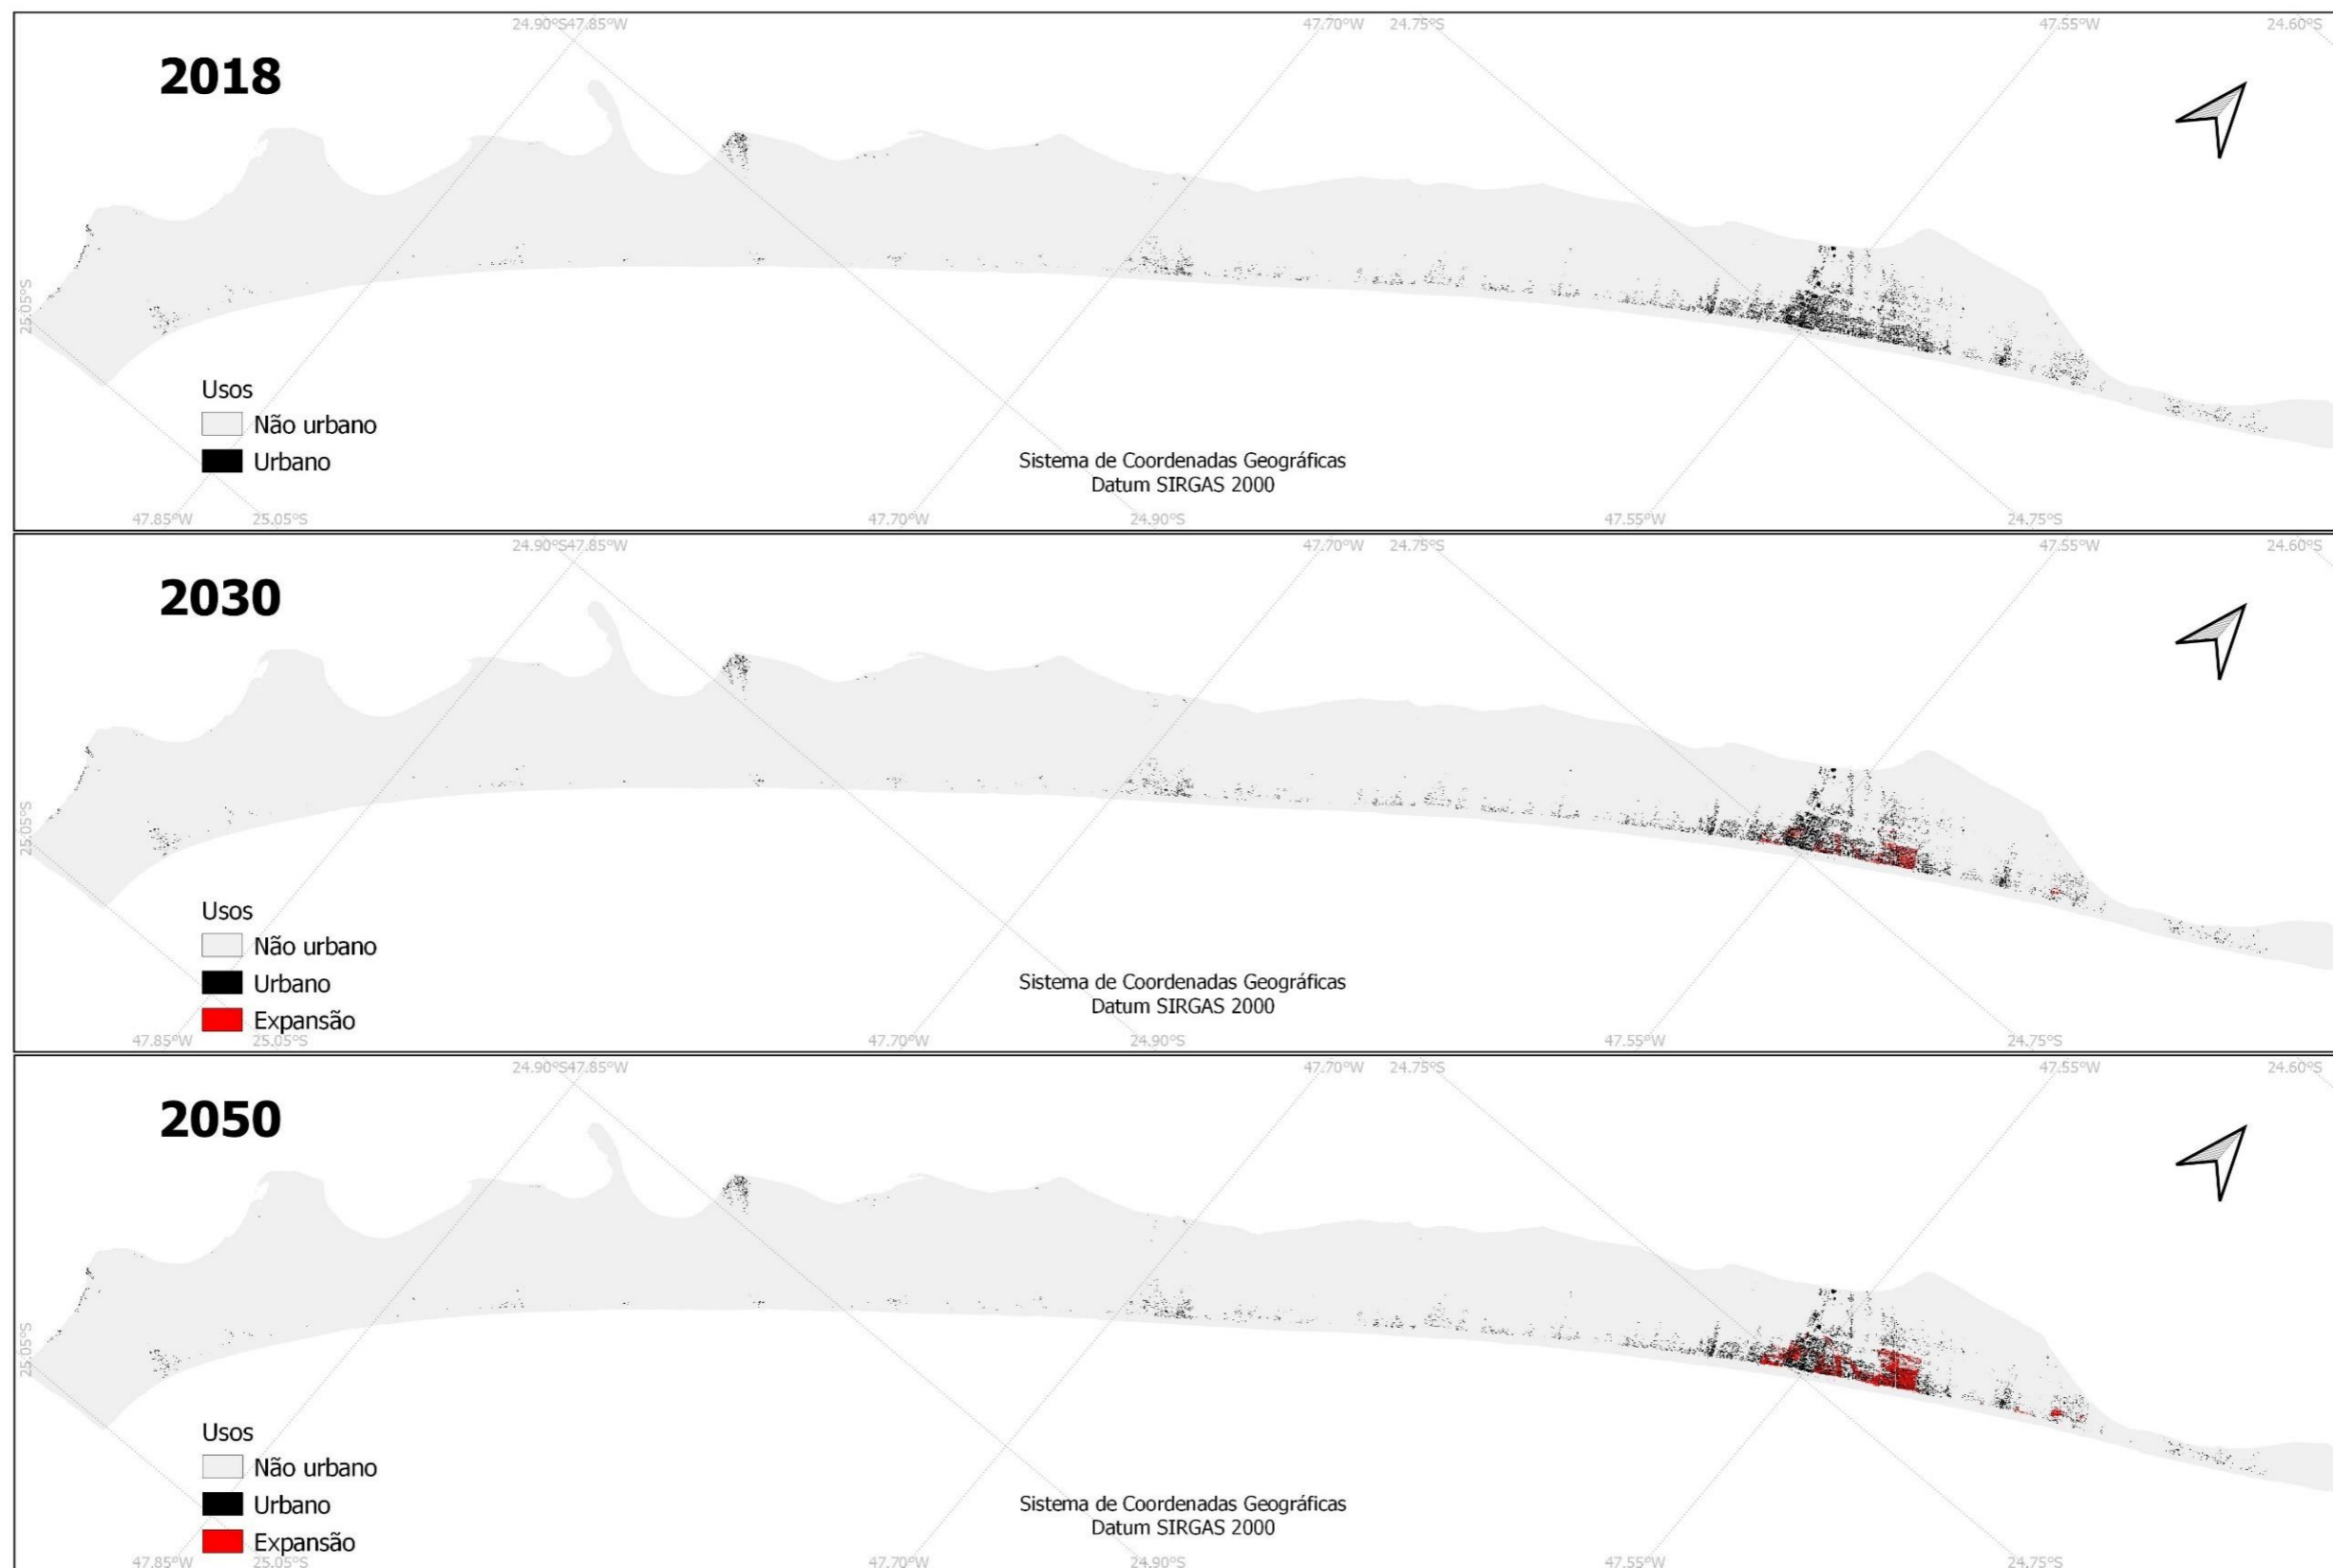 24.90°S 47.85°W 47.70°W 24.75°S 47.55°W 24.60°S
2018
25.05°S
Usos
Não urbano
Urbano
Sistema de Coordenadas Geográficas
Datum SIRGAS 2000
47.85°W 25.05°S 47.70°W 24.90°S 47.55°W 24.75°S
24.90°S 47.85°W 47.70°W 24.75°S 47.55°W 24.60°S
2030
25.05°S
Usos
Não urbano
Urbano
Expansão
Sistema de Coordenadas Geográficas
Datum SIRGAS 2000
47.85°W 25.05°S 47.70°W 24.90°S 47.55°W 24.75°S
24.90°S 47.85°W 47.70°W 24.75°S 47.55°W 24.60°S
2050
25.05°S
Usos
Não urbano
Urbano
Expansão
Sistema de Coordenadas Geográficas
Datum SIRGAS 2000
47.85°W 25.05°S 47.70°W 24.90°S 47.55°W 24.75°S